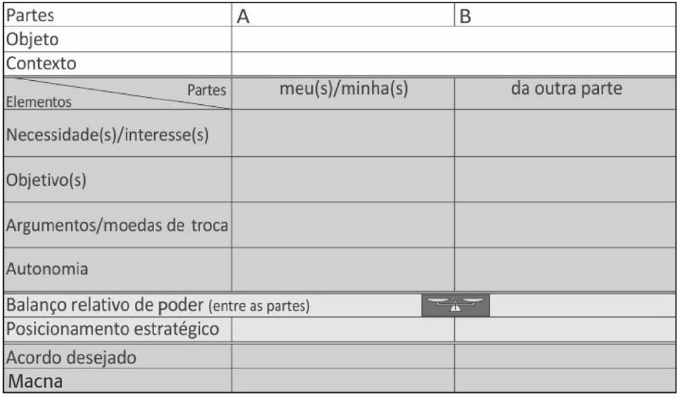 Partes A B
Objeto
Contexto
Partes meu(s)/minha(s) da outra parte
Elementos
Necessidade(s)/interesse(s)
Objetivo(s)
Argumentos/moedas de troca
Autonomia
Balanço relativo de poder (entre as partes)
Posicionamento estratégico
Acordo desejado
Macna